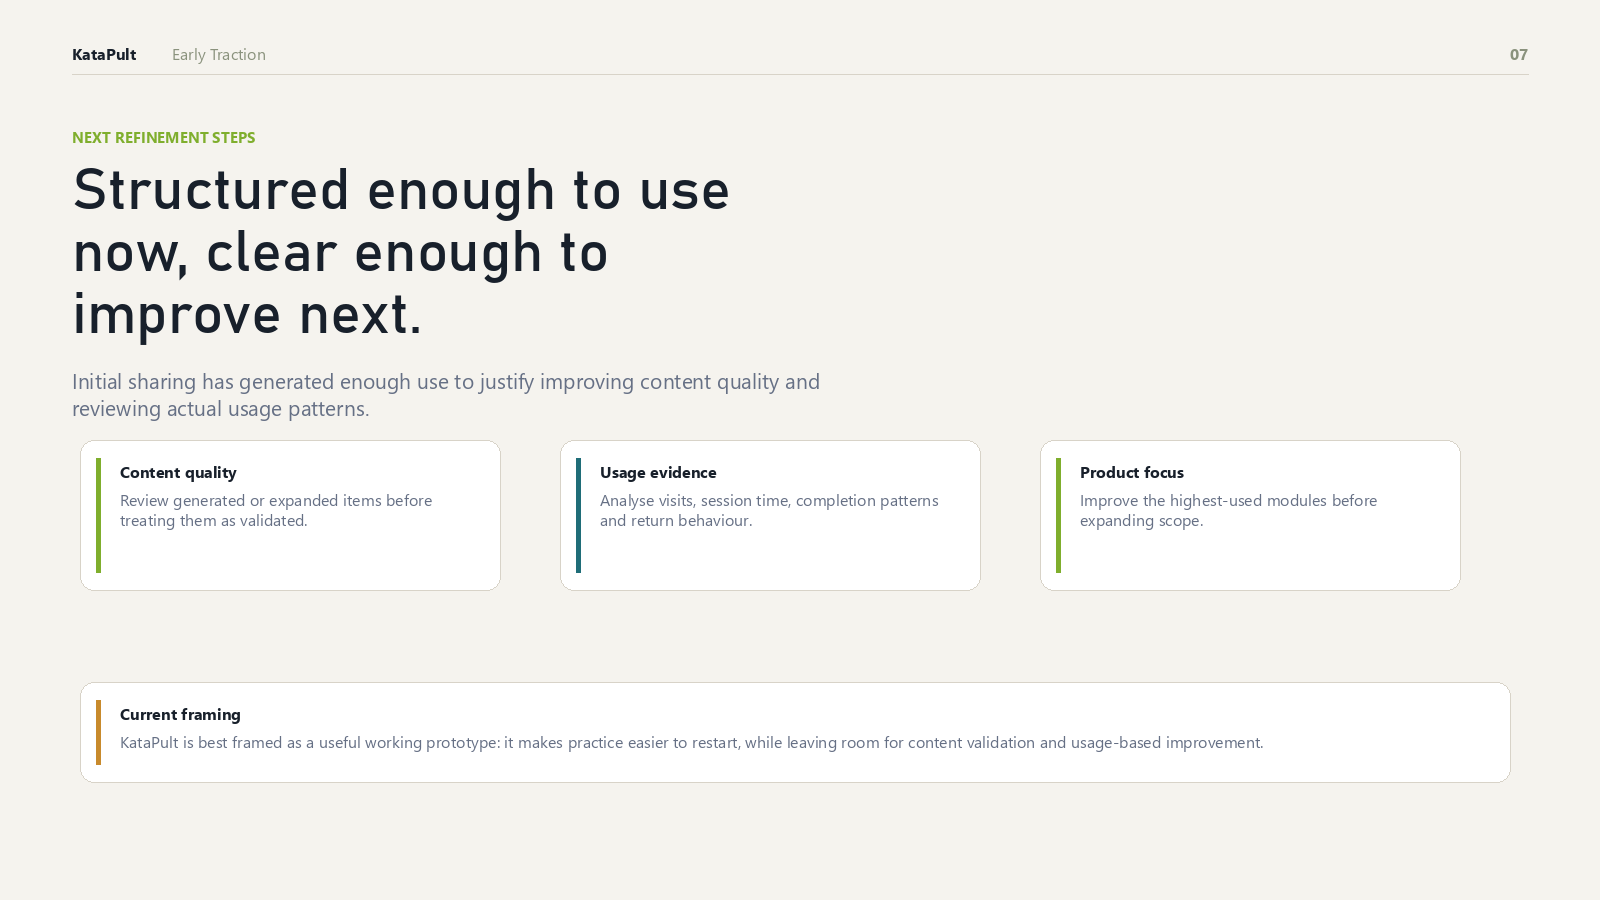 KataPult Early Traction 07
NEXT REFINEMENT STEPS
Structured enough to use
now, clear enough to
improve next.
Initial sharing has generated enough use to justify improving content quality and
reviewing actual usage patterns.
Content quality
Review generated or expanded items before
treating them as validated.
Usage evidence
Analyse visits, session time, completion patterns
and return behaviour.
Product focus
Improve the highest-used modules before
expanding scope.
Current framing
KataPult is best framed as a useful working prototype: it makes practice easier to restart, while leaving room for content validation and usage-based improvement.